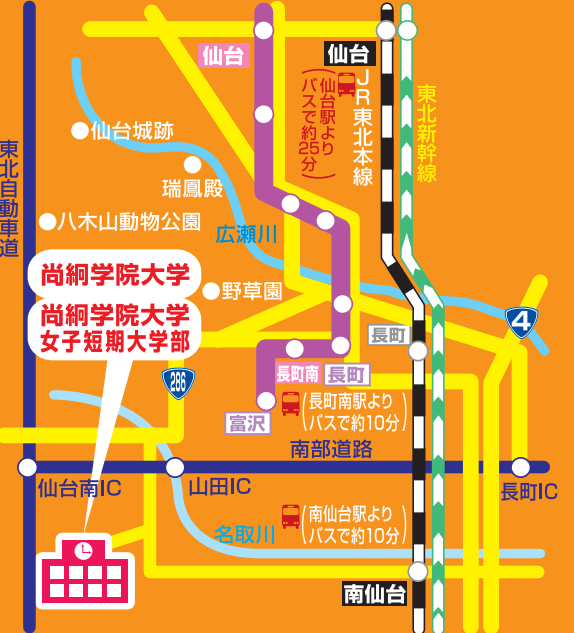 仙台
仙台
仙台駅より
バスで約
25分
JR東北本線
東北新幹線
仙台城跡
瑞鳳殿
東北自動車道
八木山動物公園
広瀬川
尚絅学院大学
野草園
尚絅学院大学
女子短期大学部
4
長町
286
長町南
長町
富沢
(長町南駅より
バスで約10分)
南部道路
仙台南IC
山田IC
長町IC
名取川
(南仙台駅より
バスで約10分)
南仙台